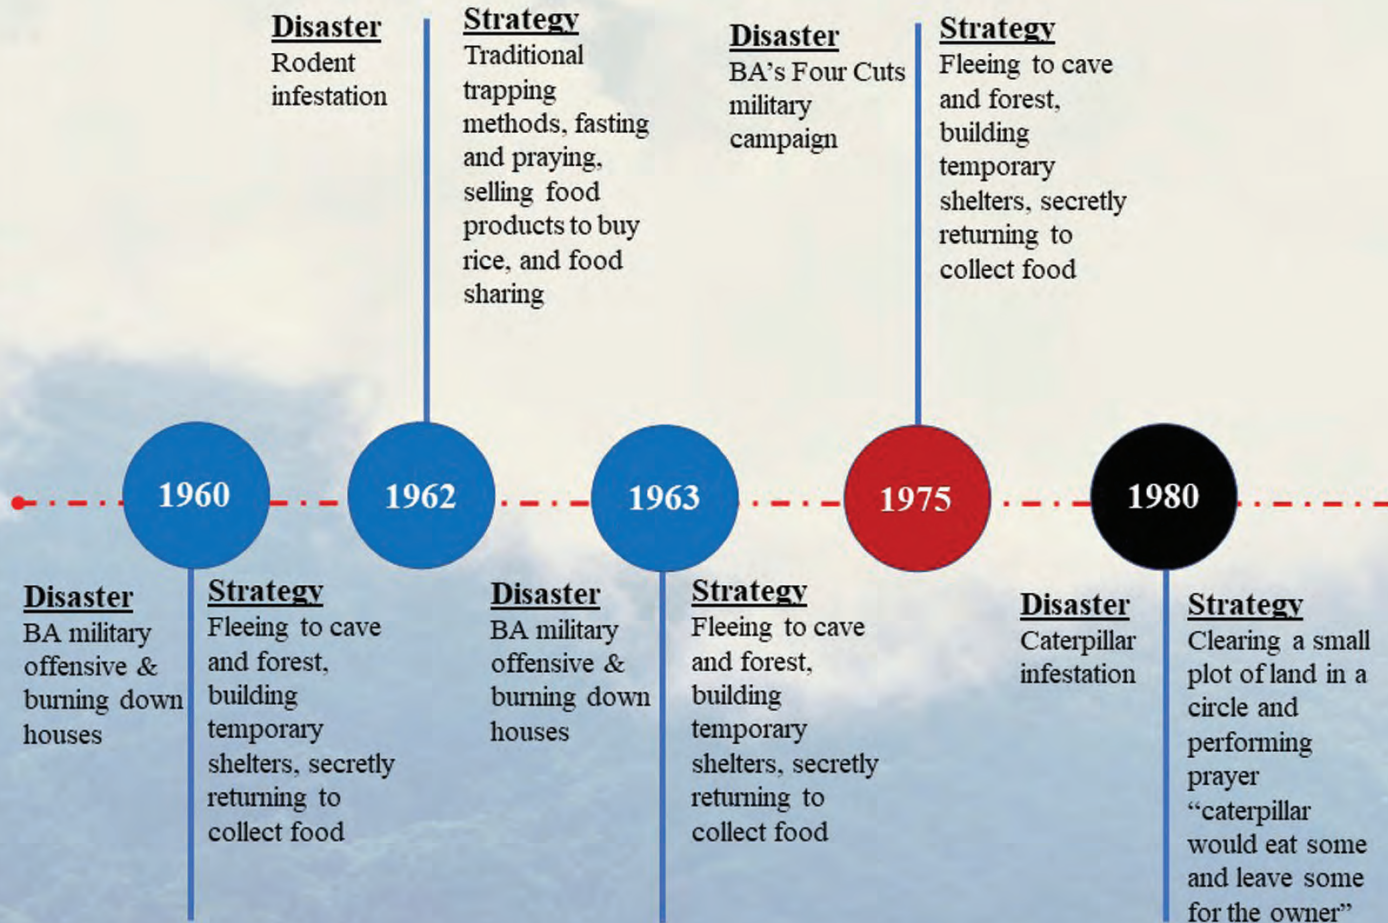 Disaster
Rodent
infestation
Strategy
Traditional
trapping
methods, fasting
and praying,
selling food
products to buy
rice, and food
sharing
Disaster
BA’s Four Cuts
military
campaign
Strategy
Fleeing to cave
and forest,
building
temporary
shelters, secretly
returning to
collect food
1960
1962
1963
1975
1980
Disaster
BA military
offensive &
burning down
houses
Strategy
Fleeing to cave
and forest,
building
temporary
shelters, secretly
returning to
collect food
Disaster
BA military
offensive &
burning down
houses
Strategy
Fleeing to cave
and forest,
building
temporary
shelters, secretly
returning to
collect food
Disaster
Caterpillar
infestation
Strategy
Clearing a small
plot of land in a
circle and
performing
prayer
“caterpillar
would eat some
and leave some
for the owner”